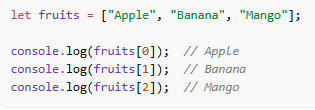 let fruits = ["Apple", "Banana", "Mango"];
console.log(fruits[0]);  // Apple
console.log(fruits[1]);  // Banana
console.log(fruits[2]);  // Mango